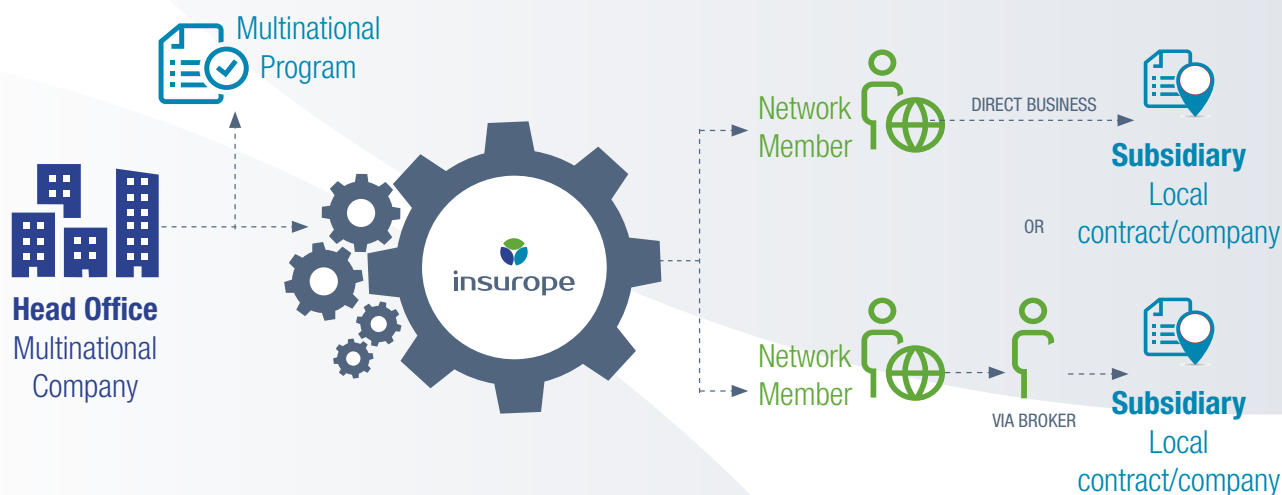 Multinational
Program
Head Office
Multinational
Company
insurope
Network
Member
DIRECT BUSINESS
Subsidiary
Local
contract/company
OR
Network
Member
VIA BROKER
Subsidiary
Local
contract/company